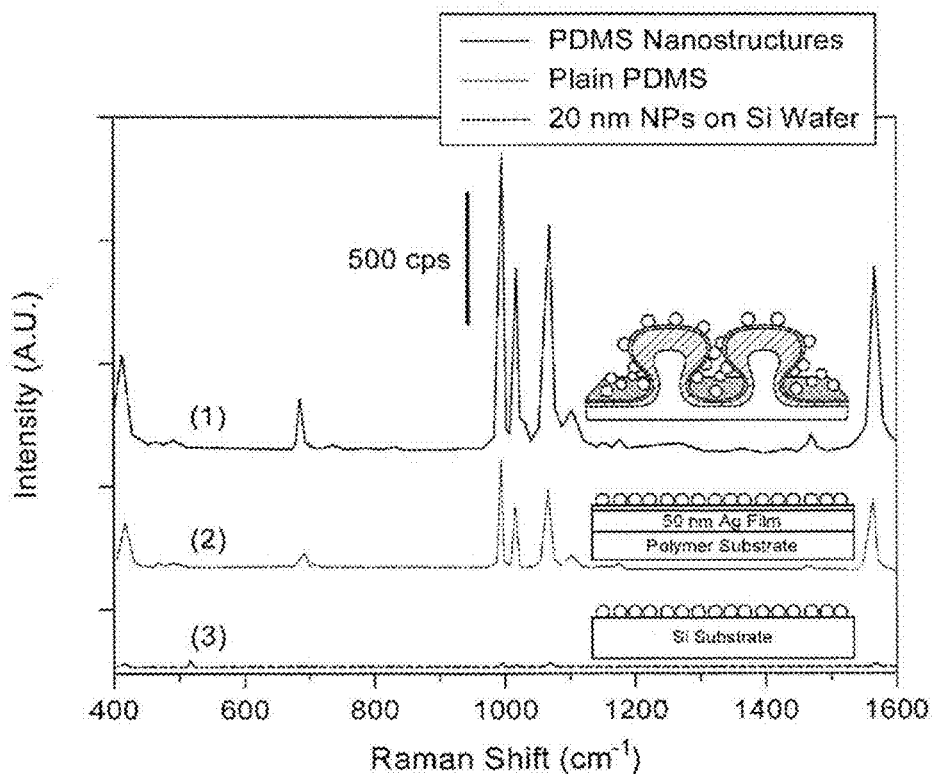 PDMS Nanostructures
Plain PDMS
20 nm NPs on Si Wafer
500 cps
Intensity (A.U.)
(1)
(2)
50 nm Ag Film
Polymer Substrate
(3)
Si Substrate
400 600 800 1000 1200 1400 1600
Raman Shift (cm⁻¹)